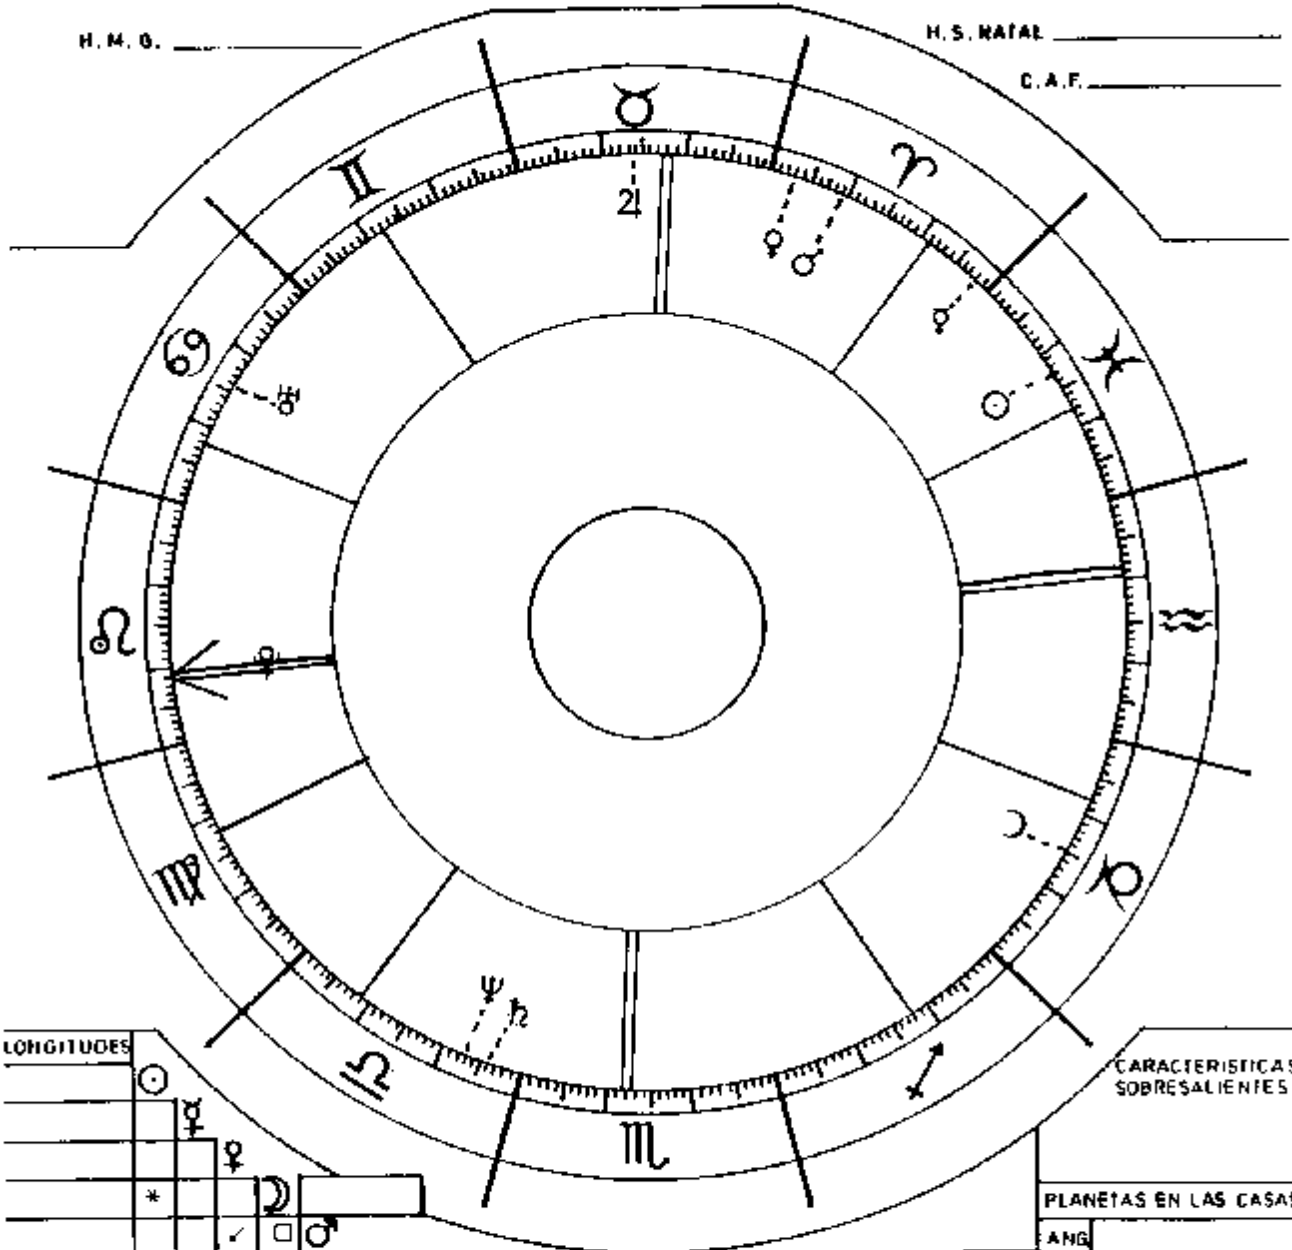 H. M. G.
H. S. NATAL
C. A. F.
LONGITUDES
CARACTERISTICAS
SOBRESALIENTES
PLANETAS EN LAS CASAS
ANG